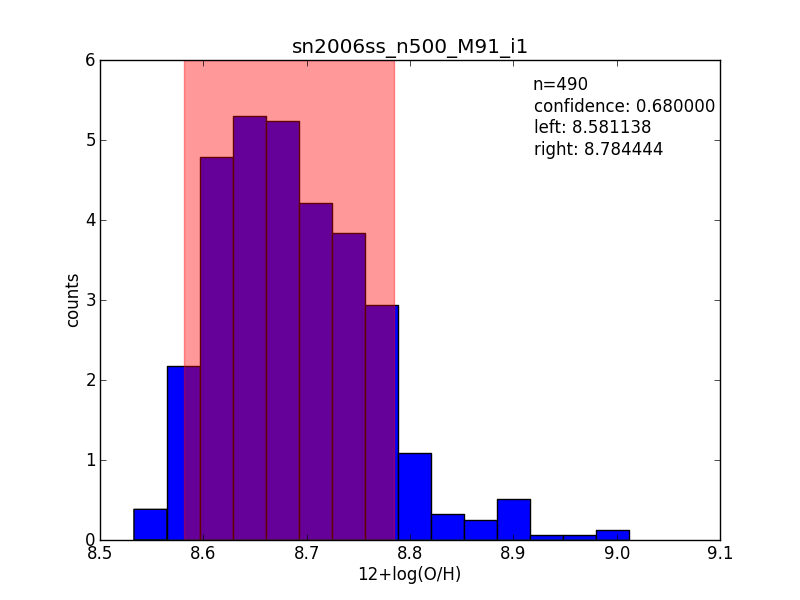 sn2006ss_n500_M91_i1
n=490
confidence: 0.680000
left: 8.581138
right: 8.784444
6
5
4
3
2
1
0
counts
8.5 8.6 8.7 8.8 8.9 9.0 9.1
12+log(O/H)